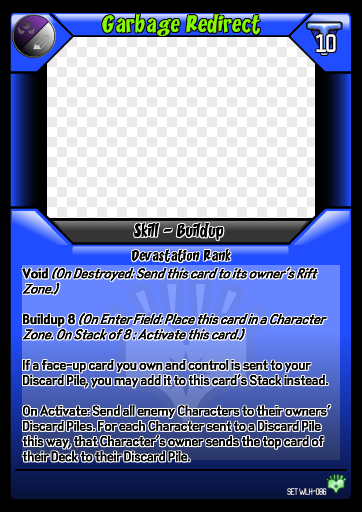 Garbage Redirect
10
Skill - Buildup
Devastation Rank
Void (On Destroyed: Send this card to its owner's Rift
Zone.)
Buildup 8 (On Enter Field: Place this card in a Character
Zone. On Stack of 8 : Activate this card.)
If a face-up card you own and control is sent to your
Discard Pile, you may add it to this card's Stack instead.
On Activate: Send all enemy Characters to their owners'
Discard Piles. For each Character sent to a Discard Pile
this way, that Character's owner sends the top card of
their Deck to their Discard Pile.
SET WLH-086